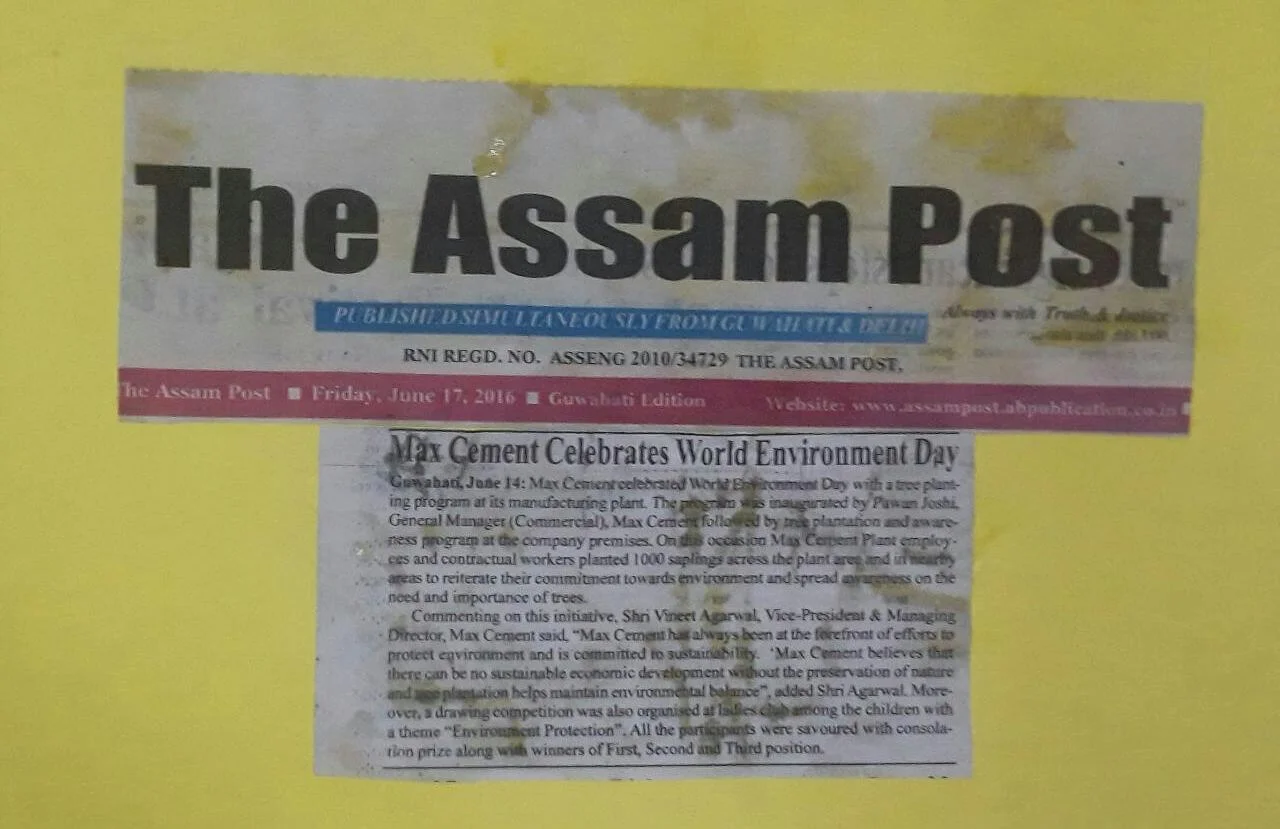 The Assam Post
PUBLISHED SIMULTANEOUSLY FROM GUWAHATI & DELHI
Always with Truth & Justice
RNI REGD. NO. ASSENG 2010/34729 THE ASSAM POST,
The Assam Post ■ Friday, June 17, 2016 ■ Guwahati Edition Website: www.assampost.abpublication.co.in
Max Cement Celebrates World Environment Day
Guwahati, June 14: Max Cement celebrated World Environment Day with a tree plant-
ing program at its manufacturing plant. The program was inaugurated by Pawan Joshi,
General Manager (Commercial), Max Cement followed by tree plantation and aware-
ness program at the company premises. On this occasion Max Cement Plant employ-
ees and contractual workers planted 1000 saplings across the plant area and in nearby
areas to reiterate their commitment towards environment and spread awareness on the
need and importance of trees.
Commenting on this initiative, Shri Vineet Agarwal, Vice-President & Managing
Director, Max Cement said, “Max Cement has always been at the forefront of efforts to
protect environment and is committed to sustainability. ‘Max Cement believes that
there can be no sustainable economic development without the preservation of nature
and tree plantation helps maintain environmental balance”, added Shri Agarwal. More-
over, a drawing competition was also organised at ladies club among the children with
a theme “Environment Protection”. All the participants were savoured with consola-
tion prize along with winners of First, Second and Third position.